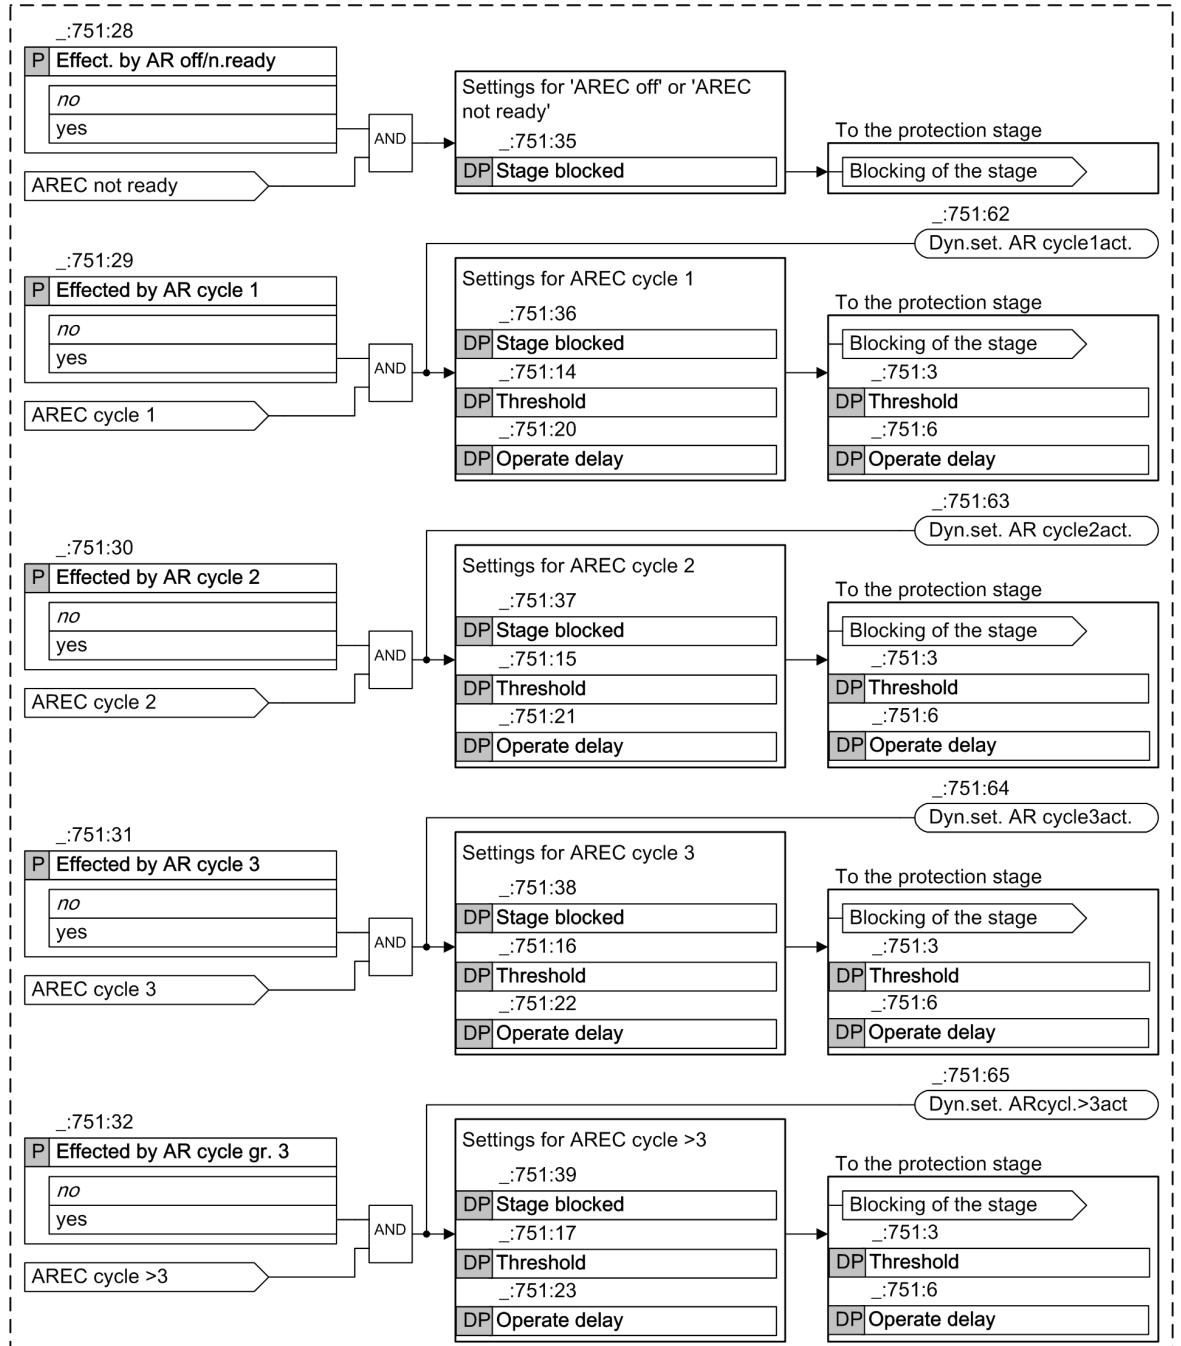 _:751:28
P Effect. by AR off/n.ready
no
yes
AREC not ready
AND
Settings for 'AREC off' or 'AREC
not ready'
_:751:35
DP Stage blocked
To the protection stage
Blocking of the stage
_:751:62
Dyn.set. AR cycle1act.
_:751:29
P Effected by AR cycle 1
no
yes
AREC cycle 1
AND
Settings for AREC cycle 1
_:751:36
DP Stage blocked
_:751:14
DP Threshold
_:751:20
DP Operate delay
To the protection stage
Blocking of the stage
_:751:3
DP Threshold
_:751:6
DP Operate delay
_:751:63
Dyn.set. AR cycle2act.
_:751:30
P Effected by AR cycle 2
no
yes
AREC cycle 2
AND
Settings for AREC cycle 2
_:751:37
DP Stage blocked
_:751:15
DP Threshold
_:751:21
DP Operate delay
To the protection stage
Blocking of the stage
_:751:3
DP Threshold
_:751:6
DP Operate delay
_:751:64
Dyn.set. AR cycle3act.
_:751:31
P Effected by AR cycle 3
no
yes
AREC cycle 3
AND
Settings for AREC cycle 3
_:751:38
DP Stage blocked
_:751:16
DP Threshold
_:751:22
DP Operate delay
To the protection stage
Blocking of the stage
_:751:3
DP Threshold
_:751:6
DP Operate delay
_:751:65
Dyn.set. ARcycl.>3act
_:751:32
P Effected by AR cycle gr. 3
no
yes
AREC cycle >3
AND
Settings for AREC cycle >3
_:751:39
DP Stage blocked
_:751:17
DP Threshold
_:751:23
DP Operate delay
To the protection stage
Blocking of the stage
_:751:3
DP Threshold
_:751:6
DP Operate delay